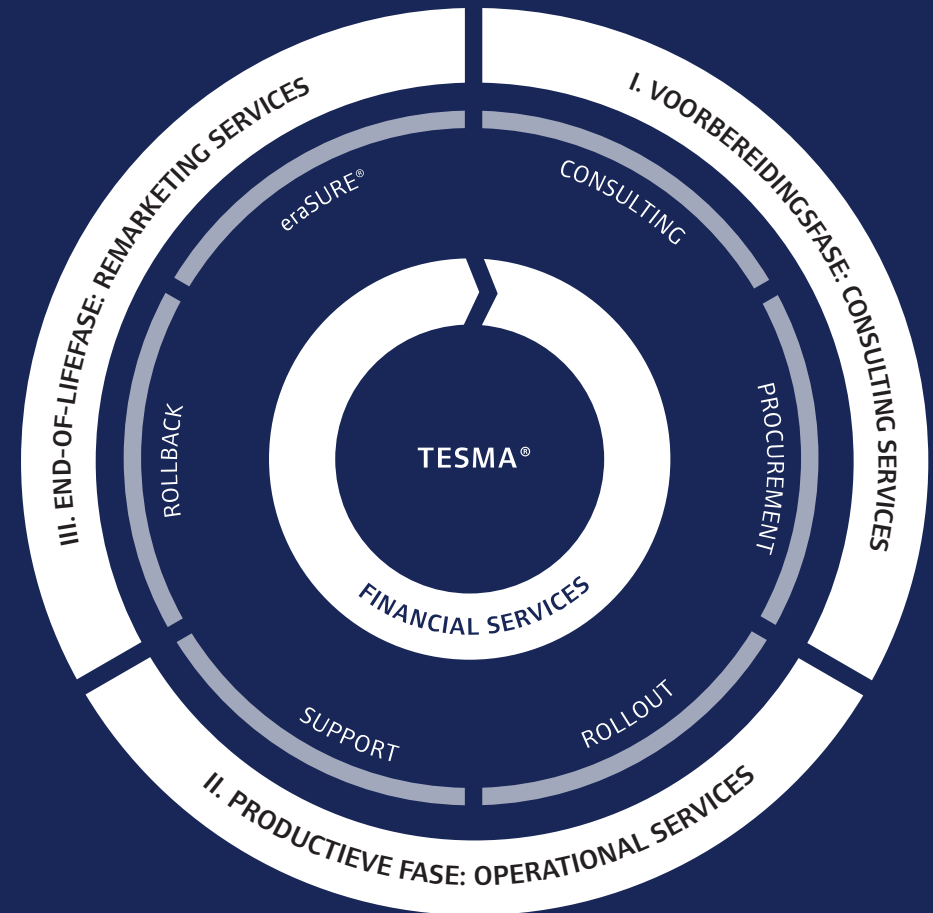 I. VOORBEREIDINGSFASE: CONSULTING SERVICES
CONSULTING
PROCUREMENT
II. PRODUCTIEVE FASE: OPERATIONAL SERVICES
ROLLOUT
SUPPORT
III. END-OF-LIFEFASE: REMARKETING SERVICES
ROLLBACK
eraSURE®
TESMA®
FINANCIAL SERVICES